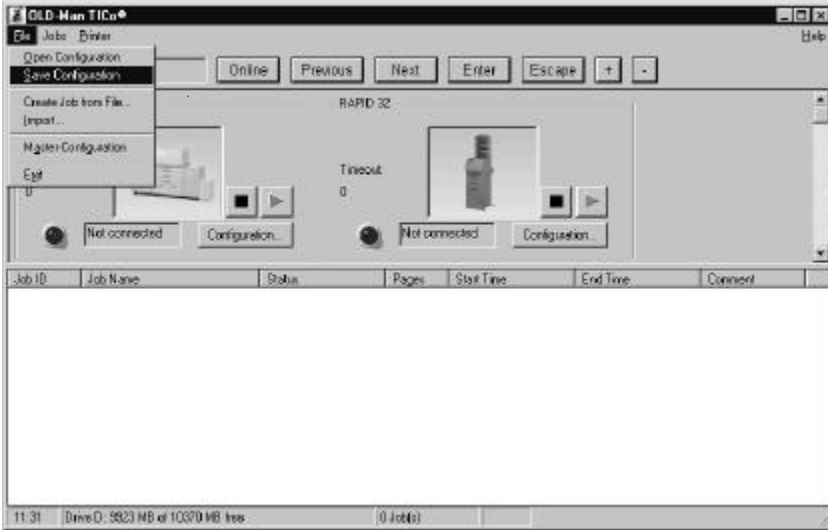 OLD-Man TICo
File Jobs Printer Help
Open Configuration
Save Configuration
Create Job from File...
Import...
Master-Configuration
Exit
Online Previous Next Enter Escape + -
RAPID 32
Timeout
0
0
Not connected Configuration...
Not connected Configuration...
Job ID Job Name Status Pages Start Time End Time Comment
11:31 Drive D: 9923 MB of 10370 MB free 0 Job(s)